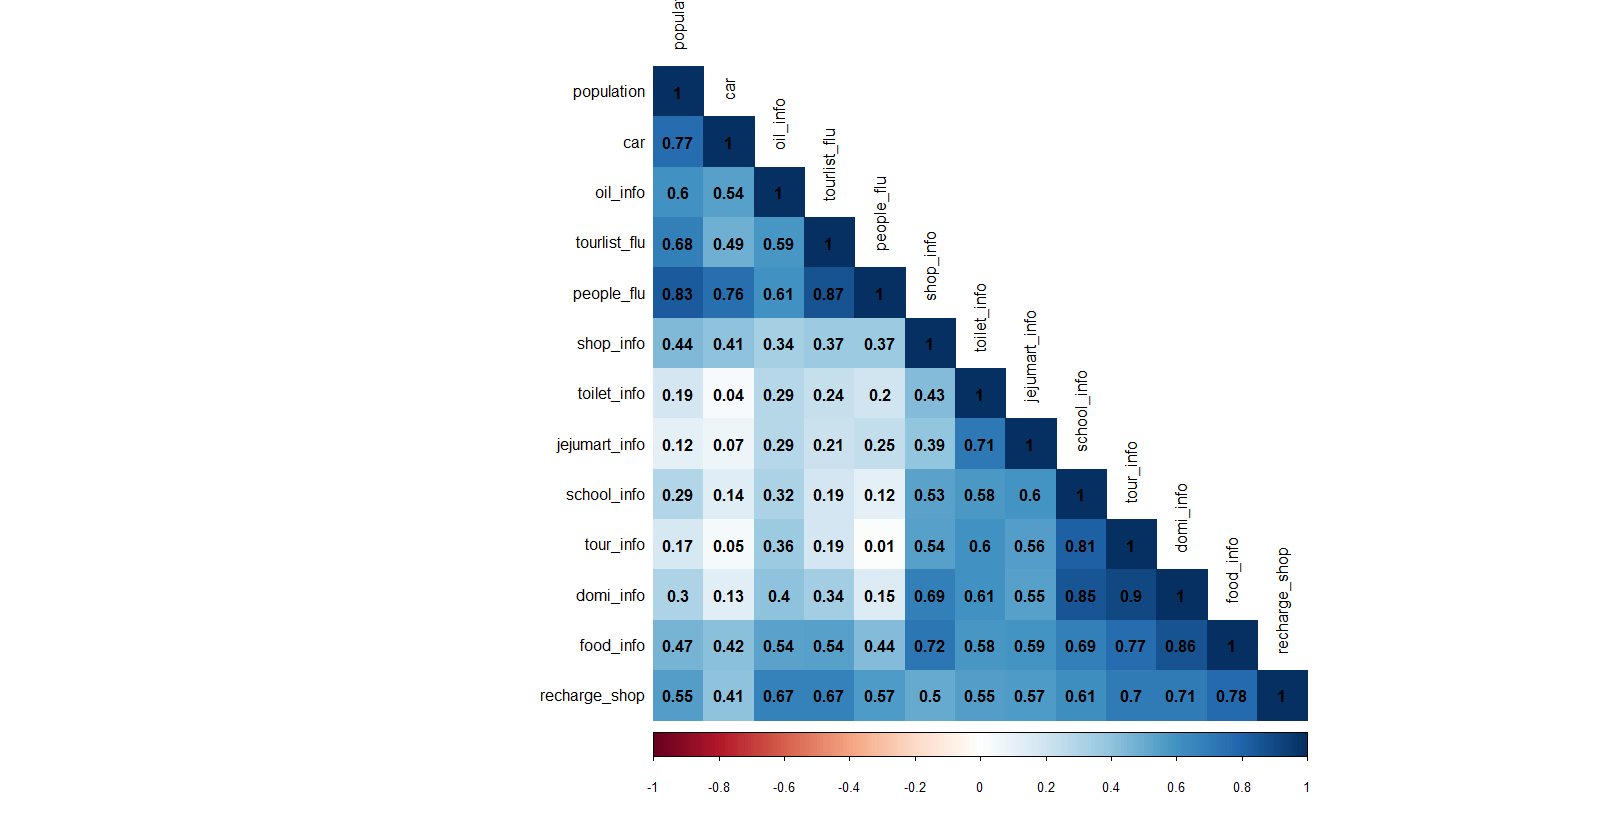 populat
population 1 car
car 0.77 1 oil_info
oil_info 0.6 0.54 1 tourlist_flu
tourlist_flu 0.68 0.49 0.59 1 people_flu
people_flu 0.83 0.76 0.61 0.87 1 shop_info
shop_info 0.44 0.41 0.34 0.37 0.37 1 toilet_info
toilet_info 0.19 0.04 0.29 0.24 0.2 0.43 1 jejumart_info
jejumart_info 0.12 0.07 0.29 0.21 0.25 0.39 0.71 1 school_info
school_info 0.29 0.14 0.32 0.19 0.12 0.53 0.58 0.6 1 tour_info
tour_info 0.17 0.05 0.36 0.19 0.01 0.54 0.6 0.56 0.81 1 domi_info
domi_info 0.3 0.13 0.4 0.34 0.15 0.69 0.61 0.55 0.85 0.9 1 food_info
food_info 0.47 0.42 0.54 0.54 0.44 0.72 0.58 0.59 0.69 0.77 0.86 1 recharge_shop
recharge_shop 0.55 0.41 0.67 0.67 0.57 0.5 0.55 0.57 0.61 0.7 0.71 0.78 1
-1 -0.8 -0.6 -0.4 -0.2 0 0.2 0.4 0.6 0.8 1